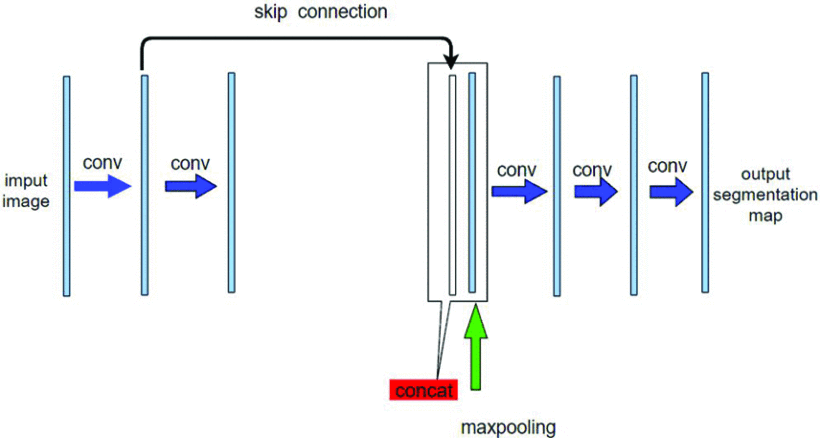 skip connection
conv
conv
imput
image
conv
conv
conv
output
segmentation
map
concat
maxpooling